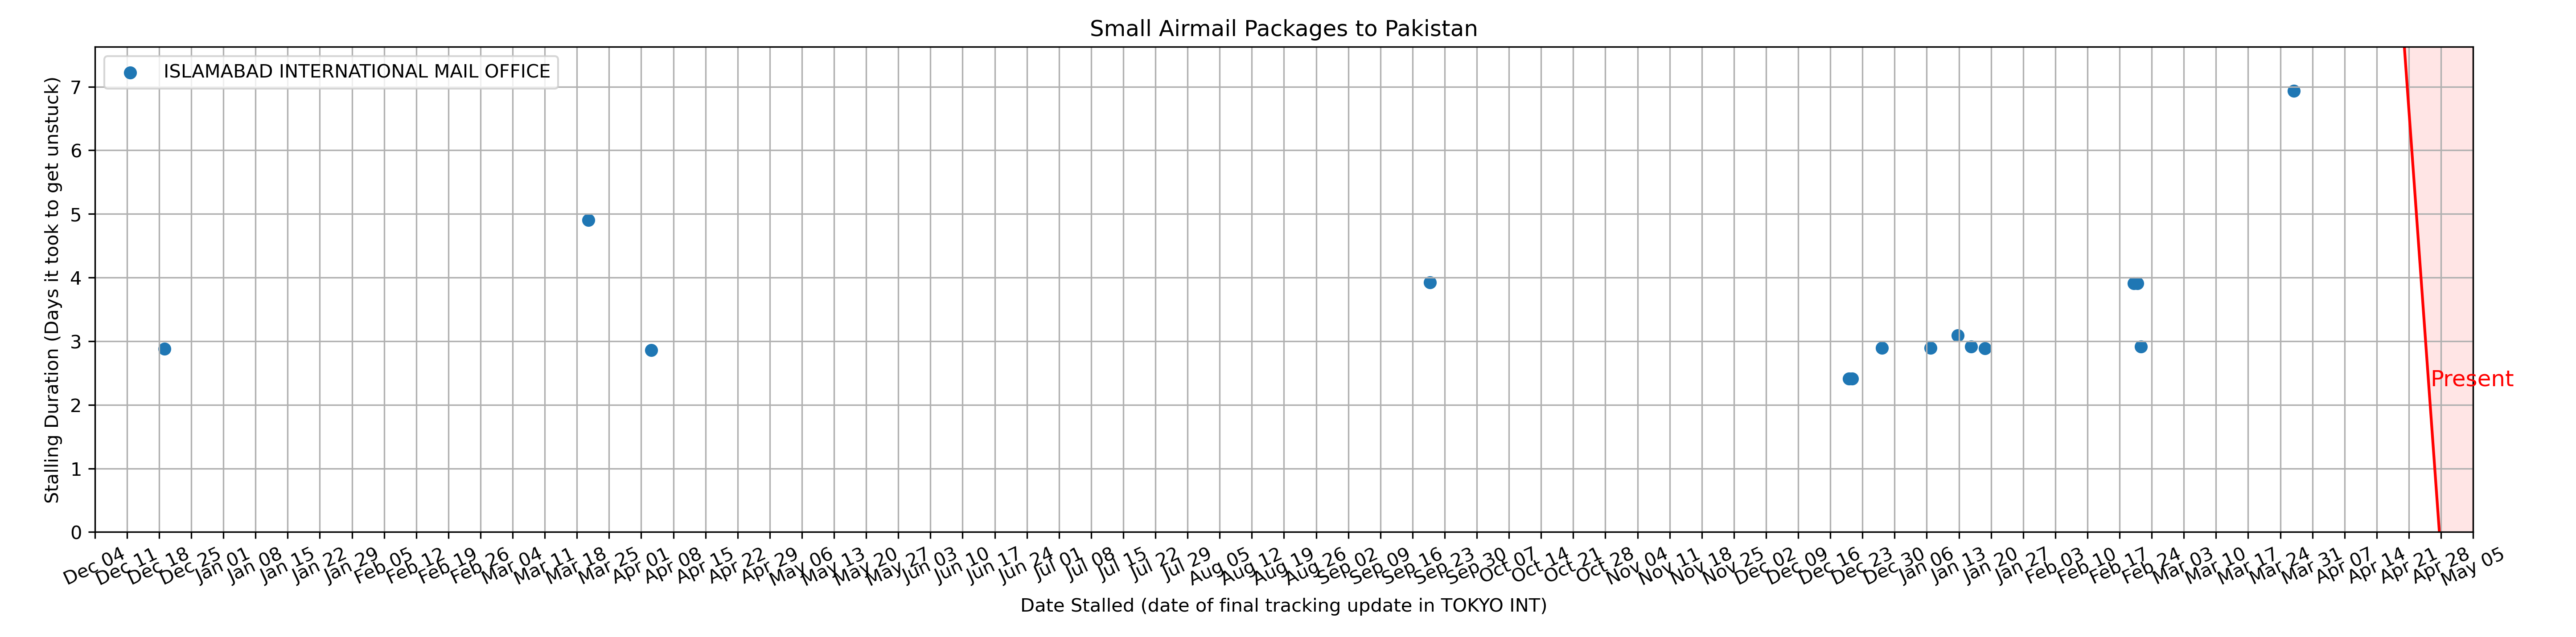 Small Airmail Packages to Pakistan
ISLAMABAD INTERNATIONAL MAIL OFFICE
Stalling Duration (Days it took to get unstuck)
7
6
5
4
3
2
1
0
Present
Dec 04
Dec 11
Dec 18
Dec 25
Jan 01
Jan 08
Jan 15
Jan 22
Jan 29
Feb 05
Feb 12
Feb 19
Feb 26
Mar 04
Mar 11
Mar 18
Mar 25
Apr 01
Apr 08
Apr 15
Apr 22
Apr 29
May 06
May 13
May 20
May 27
Jun 03
Jun 10
Jun 17
Jun 24
Jul 01
Jul 08
Jul 15
Jul 22
Jul 29
Aug 05
Aug 12
Aug 19
Aug 26
Sep 02
Sep 09
Sep 16
Sep 23
Sep 30
Oct 07
Oct 14
Oct 21
Oct 28
Nov 04
Nov 11
Nov 18
Nov 25
Dec 02
Dec 09
Dec 16
Dec 23
Dec 30
Jan 06
Jan 13
Jan 20
Jan 27
Feb 03
Feb 10
Feb 17
Feb 24
Mar 03
Mar 10
Mar 17
Mar 24
Mar 31
Apr 07
Apr 14
Apr 21
Apr 28
May 05
Date Stalled (date of final tracking update in TOKYO INT)